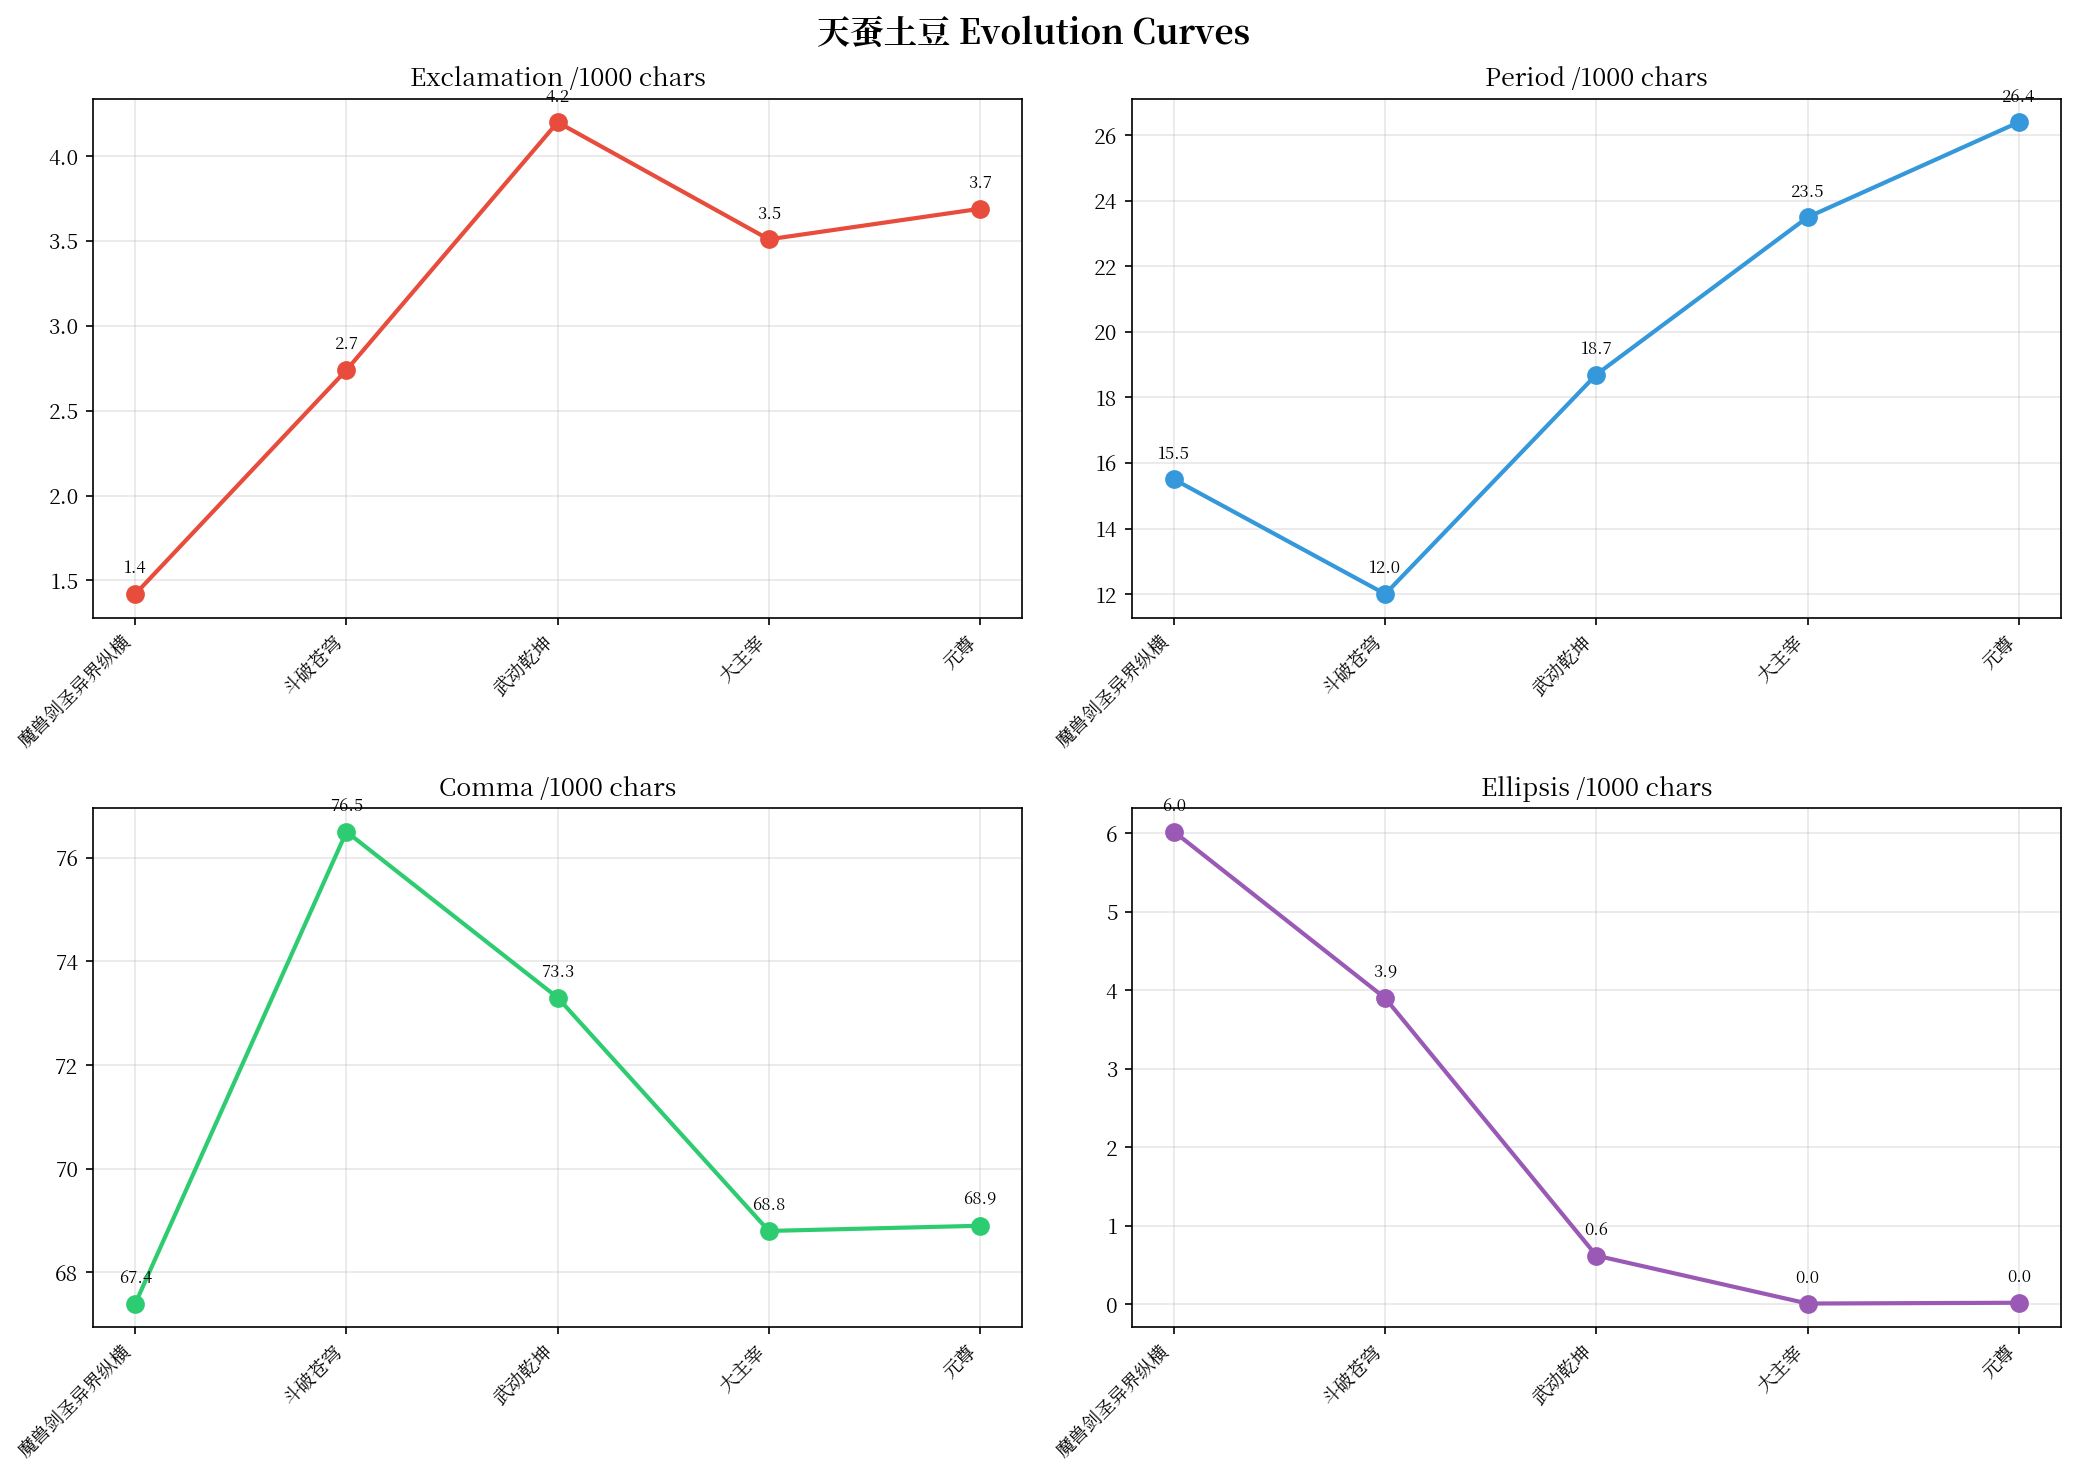 天蚕土豆 Evolution Curves
Exclamation /1000 chars
4.0
3.5
3.0
2.5
2.0
1.5
1.4
2.7
4.2
3.5
3.7
魔兽剑圣异界纵横
斗破苍穹
武动乾坤
大主宰
元尊
Period /1000 chars
26
24
22
20
18
16
14
12
15.5
12.0
18.7
23.5
26.4
魔兽剑圣异界纵横
斗破苍穹
武动乾坤
大主宰
元尊
Comma /1000 chars
76
74
72
70
68
67.4
76.5
73.3
68.8
68.9
魔兽剑圣异界纵横
斗破苍穹
武动乾坤
大主宰
元尊
Ellipsis /1000 chars
6
5
4
3
2
1
0
6.0
3.9
0.6
0.0
0.0
魔兽剑圣异界纵横
斗破苍穹
武动乾坤
大主宰
元尊